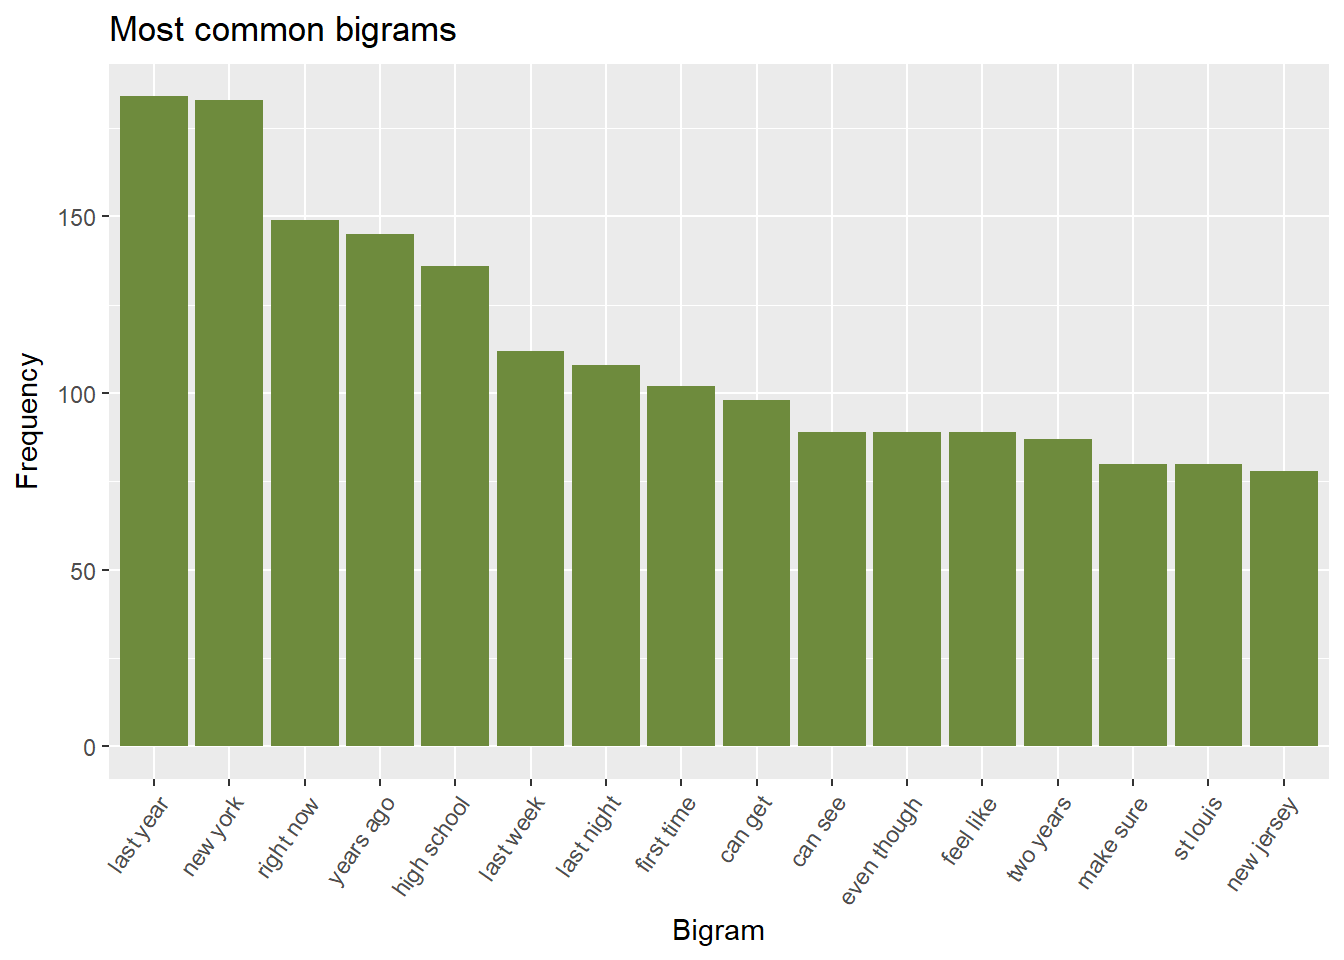 Most common bigrams
Frequency
150
100
50
0
last year
new york
right now
years ago
high school
last week
last night
first time
can get
can see
even though
feel like
two years
make sure
st louis
new jersey
Bigram